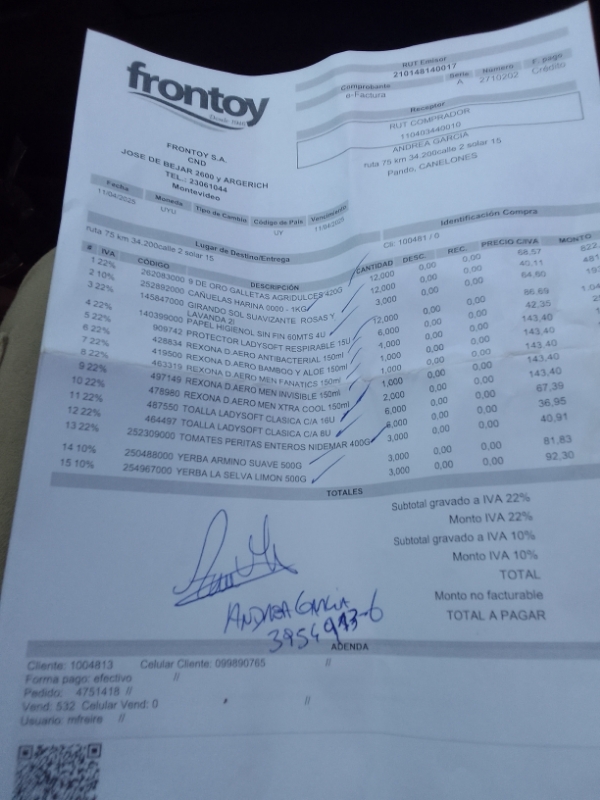 frontoy
Desde 1940
FRONTOY S.A.
CND
JOSE DE BEJAR 2600 y ARGERICH
TEL.: 23061044
Montevideo
RUT Emisor
210148140017
Comprobante Serie Número F. pago
e-Factura A 2710202 Crédito
Receptor
RUT COMPRADOR
110403440010
ANDREA GARCIA
ruta 75 km 34.200calle 2 solar 15
Pando, CANELONES
Fecha Moneda Tipo de Cambio Código de País Vencimiento
11/04/2025 UYU UY
Lugar de Destino/Entrega Identificación Compra
ruta 75 km 34.200calle 2 solar 15 Cli: 100481 / 0
# IVA CÓDIGO DESCRIPCIÓN CANTIDAD DESC. REC. PRECIO C/IVA MONTO
1 22% 262083000 9 DE ORO GALLETAS AGRIDULCES 420G 12,000 0,00 0,00 68,57
2 10% 252892000 CAÑUELAS HARINA 0000 - 1KG 12,000 0,00 0,00 40,11
3 22% 145847000 GIRANDO SOL SUAVIZANTE ROSAS Y LAVANDA 2l 3,000 0,00 0,00 64,60
4 22% 140399000 PAPEL HIGIENOL SIN FIN 60MTS 4U 12,000 0,00 0,00 86,69
5 22% 909742 PROTECTOR LADYSOFT RESPIRABLE 15U 6,000 0,00 0,00 42,35
6 22% 428834 REXONA D.AERO ANTIBACTERIAL 150ml 4,000 0,00 0,00 143,40
7 22% 419500 REXONA D.AERO BAMBOO Y ALOE 150ml 1,000 0,00 0,00 143,40
8 22% 463319 REXONA D.AERO MEN FANATICS 150ml 1,000 0,00 0,00 143,40
9 22% 497149 REXONA D.AERO MEN INVISIBLE 150ml 1,000 0,00 0,00 143,40
10 22% 478980 REXONA D.AERO MEN XTRA COOL 150ml 2,000 0,00 0,00 143,40
11 22% 487550 TOALLA LADYSOFT CLASICA C/A 16U 6,000 0,00 0,00 67,39
12 22% 464497 TOALLA LADYSOFT CLASICA C/A 8U 6,000 0,00 0,00 36,95
13 22% 252309000 TOMATES PERITAS ENTEROS NIDEMAR 400G 3,000 0,00 0,00 40,91
14 10% 250488000 YERBA ARMINO SUAVE 500G 3,000 0,00 0,00 81,83
15 10% 254967000 YERBA LA SELVA LIMON 500G 3,000 0,00 0,00 92,30
TOTALES
Subtotal gravado a IVA 22%
Monto IVA 22%
Subtotal gravado a IVA 10%
Monto IVA 10%
TOTAL
Monto no facturable
TOTAL A PAGAR
ANDREA GARCIA
ADENDA
Cliente: 1004813 Celular Cliente: 099890765 //
Forma pago: efectivo //
Pedido: 4751418 //
Vend: 532 Celular Vend: 0 //
Usuario: mfreire //